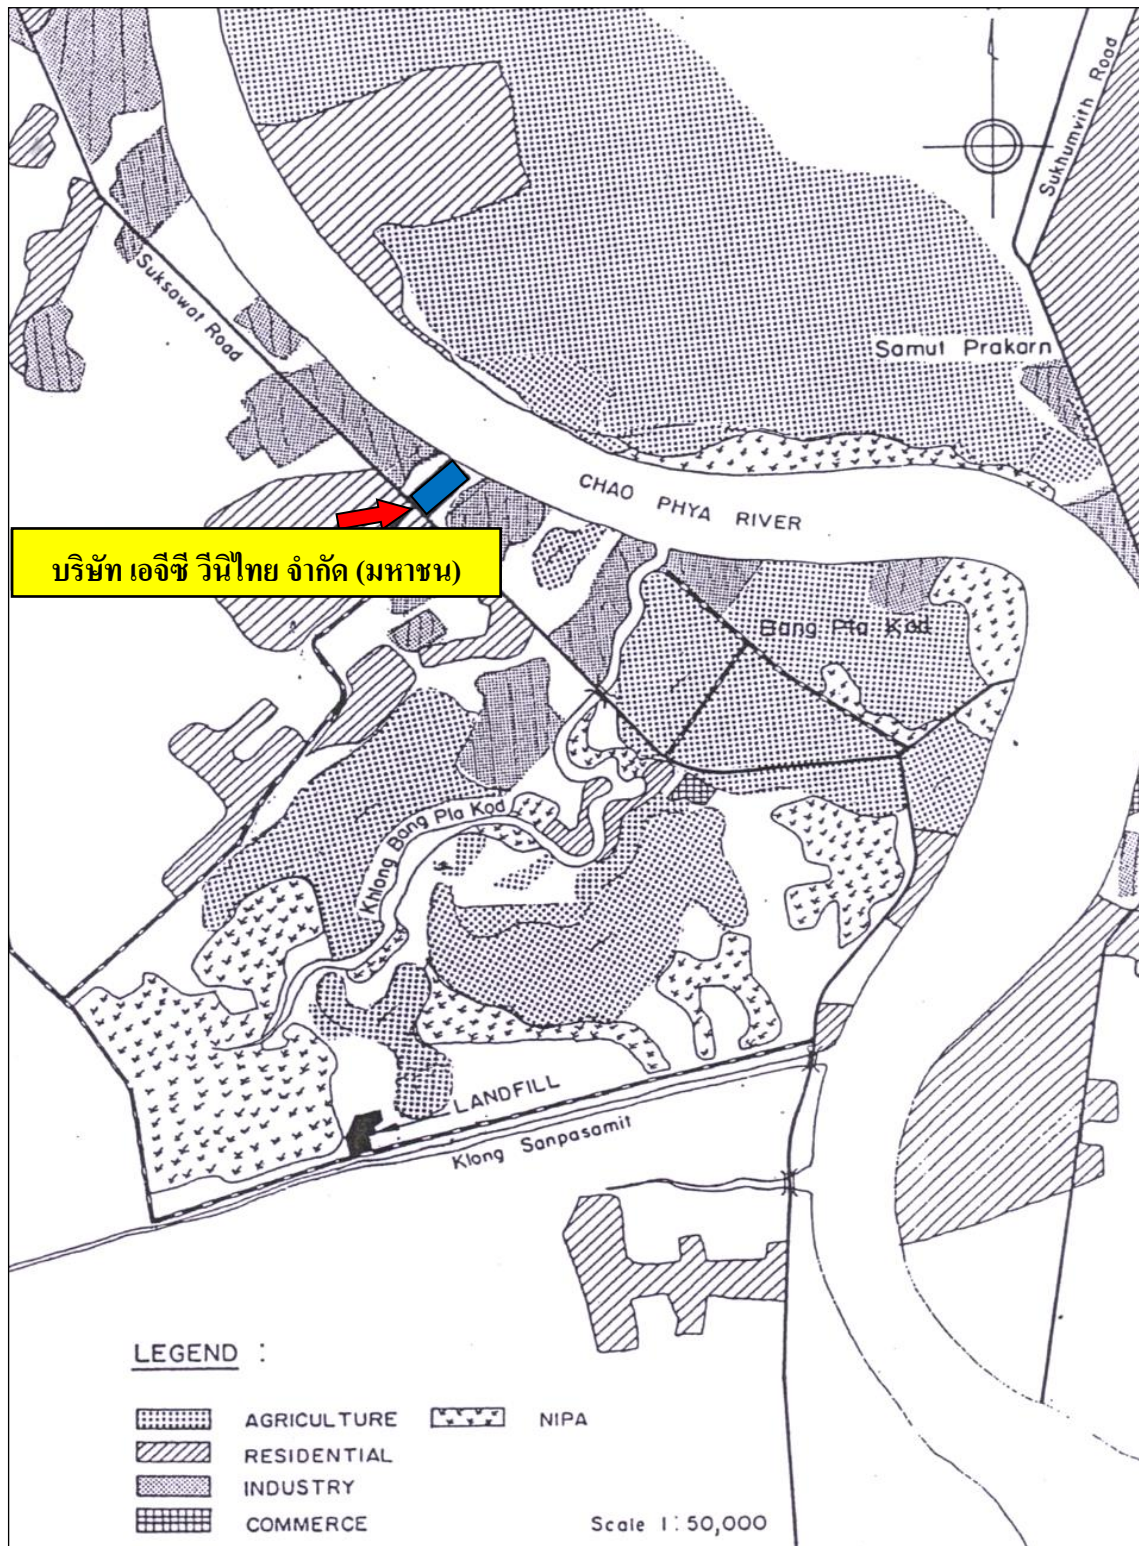 Sukhumvith Road
Suksawat Road
Samut Prakarn
CHAO PHYA RIVER
บริษัท เอจีซี วีนิไทย จำกัด (มหาชน)
Bang Pla Kod
Khlong Bang Pla Kod
LANDFILL
Klong Sanpasamit
LEGEND :
AGRICULTURE NIPA
RESIDENTIAL
INDUSTRY
COMMERCE Scale 1:50,000